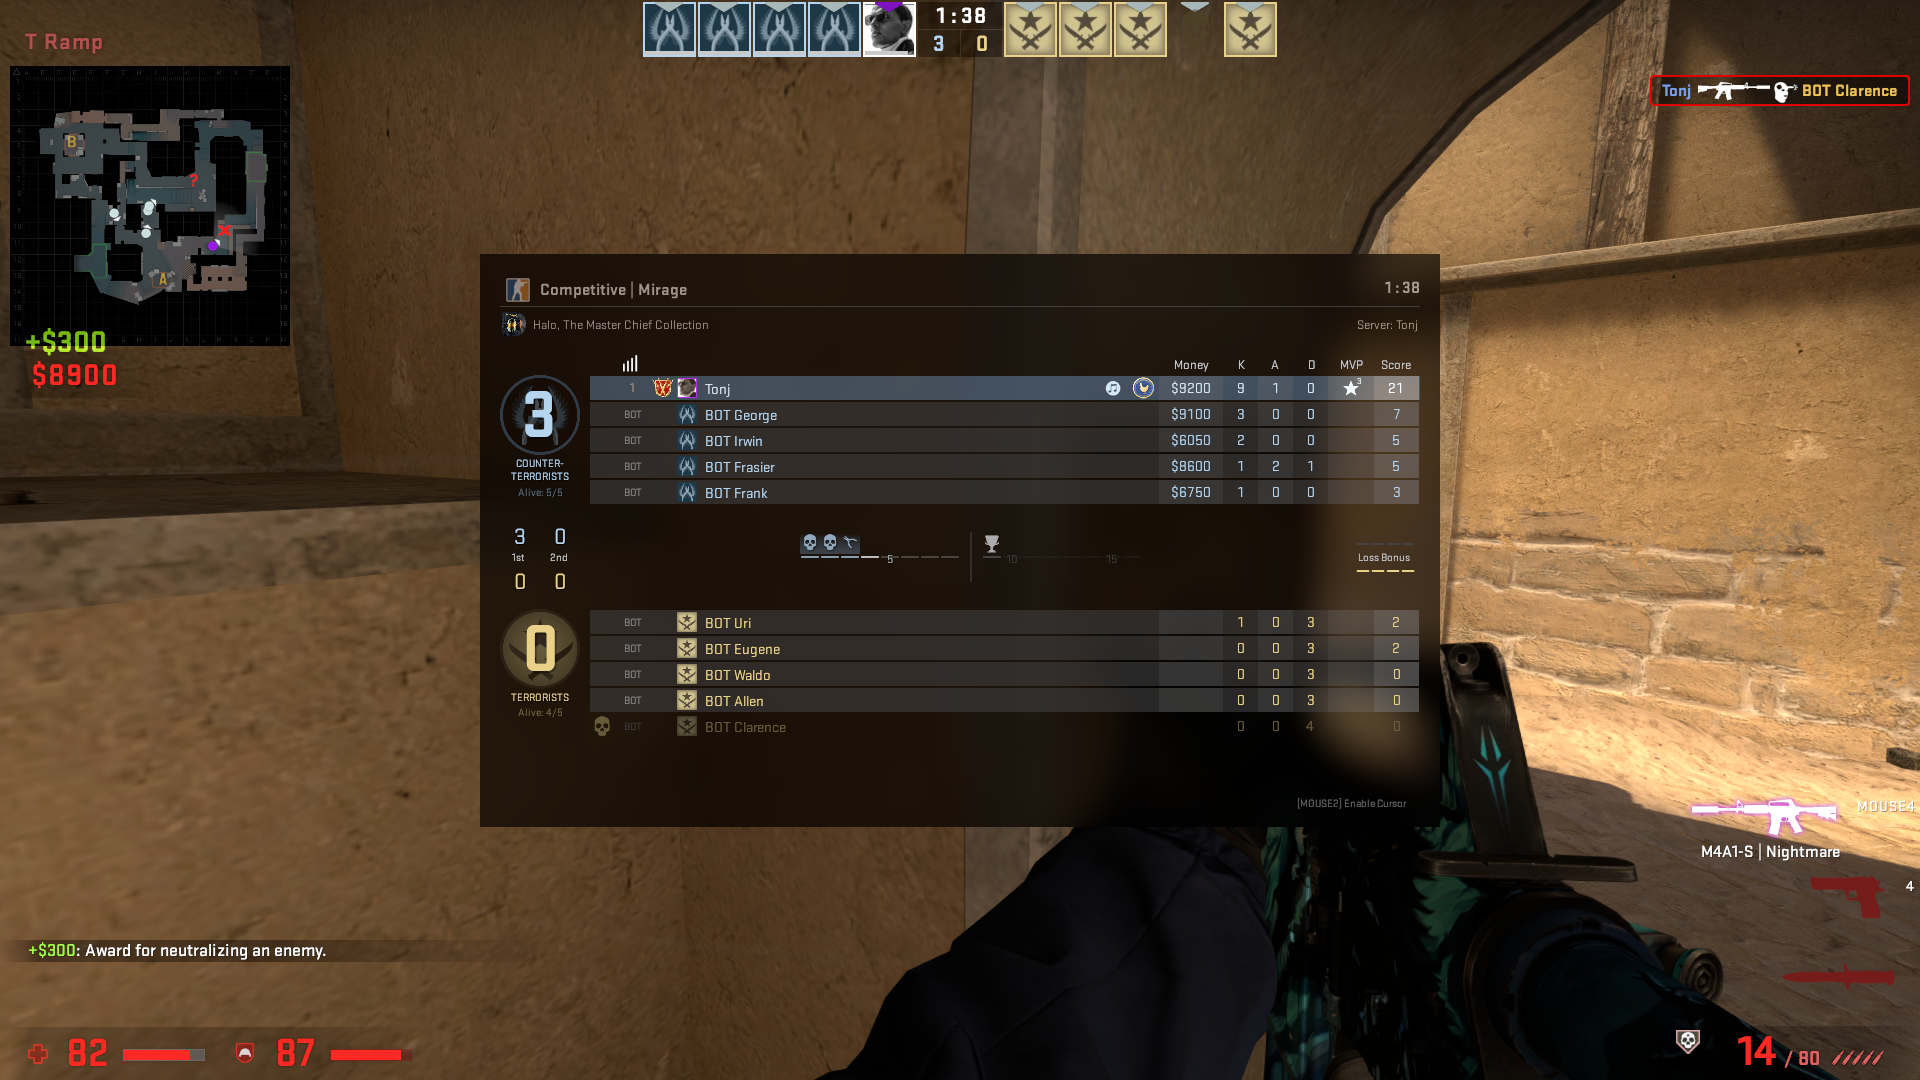 T Ramp
1:38
3 0
Tonj BOT Clarence
B
?
A
+$300
$8900
Competitive | Mirage
1:38
Halo, The Master Chief Collection
Server: Tonj
Money K A D MVP Score
1 Tonj $9200 9 1 0 3 21
BOT BOT George $9100 3 0 0 7
BOT BOT Irwin $6050 2 0 0 5
BOT BOT Frasier $8600 1 2 1 5
BOT BOT Frank $6750 1 0 0 3
3
COUNTER-
TERRORISTS
Alive: 5/5
3 0
1st 2nd
0 0
5 10 15
Loss Bonus
BOT BOT Uri 1 0 3 2
BOT BOT Eugene 0 0 3 2
BOT BOT Waldo 0 0 3 0
BOT BOT Allen 0 0 3 0
BOT BOT Clarence 0 0 4 0
0
TERRORISTS
Alive: 4/5
[MOUSE2] Enable Cursor
MOUSE4
M4A1-S | Nightmare
4
+$300: Award for neutralizing an enemy.
82 87
14 / 80